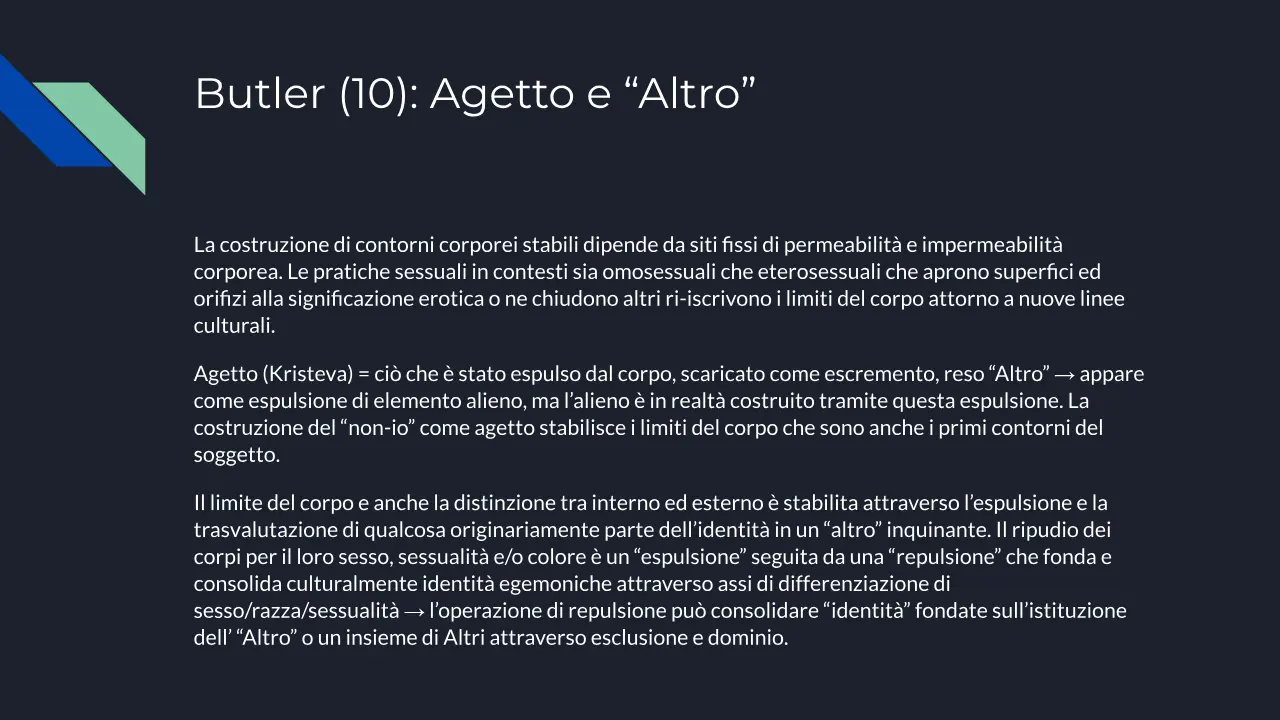 Butler (10): Agetto e “Altro”
La costruzione di contorni corporei stabili dipende da siti fissi di permeabilità e impermeabilità
corporea. Le pratiche sessuali in contesti sia omosessuali che eterosessuali che aprono superfici ed
orifizi alla significazione erotica o ne chiudono altri ri-iscrivono i limiti del corpo attorno a nuove linee
culturali.
Agetto (Kristeva) = ciò che è stato espulso dal corpo, scaricato come escremento, reso “Altro” → appare
come espulsione di elemento alieno, ma l’alieno è in realtà costruito tramite questa espulsione. La
costruzione del “non-io” come agetto stabilisce i limiti del corpo che sono anche i primi contorni del
soggetto.
Il limite del corpo e anche la distinzione tra interno ed esterno è stabilita attraverso l’espulsione e la
trasvalutazione di qualcosa originariamente parte dell’identità in un “altro” inquinante. Il ripudio dei
corpi per il loro sesso, sessualità e/o colore è un “espulsione” seguita da una “repulsione” che fonda e
consolida culturalmente identità egemoniche attraverso assi di differenziazione di
sesso/razza/sessualità → l’operazione di repulsione può consolidare “identità” fondate sull’istituzione
dell’ “Altro” o un insieme di Altri attraverso esclusione e dominio.